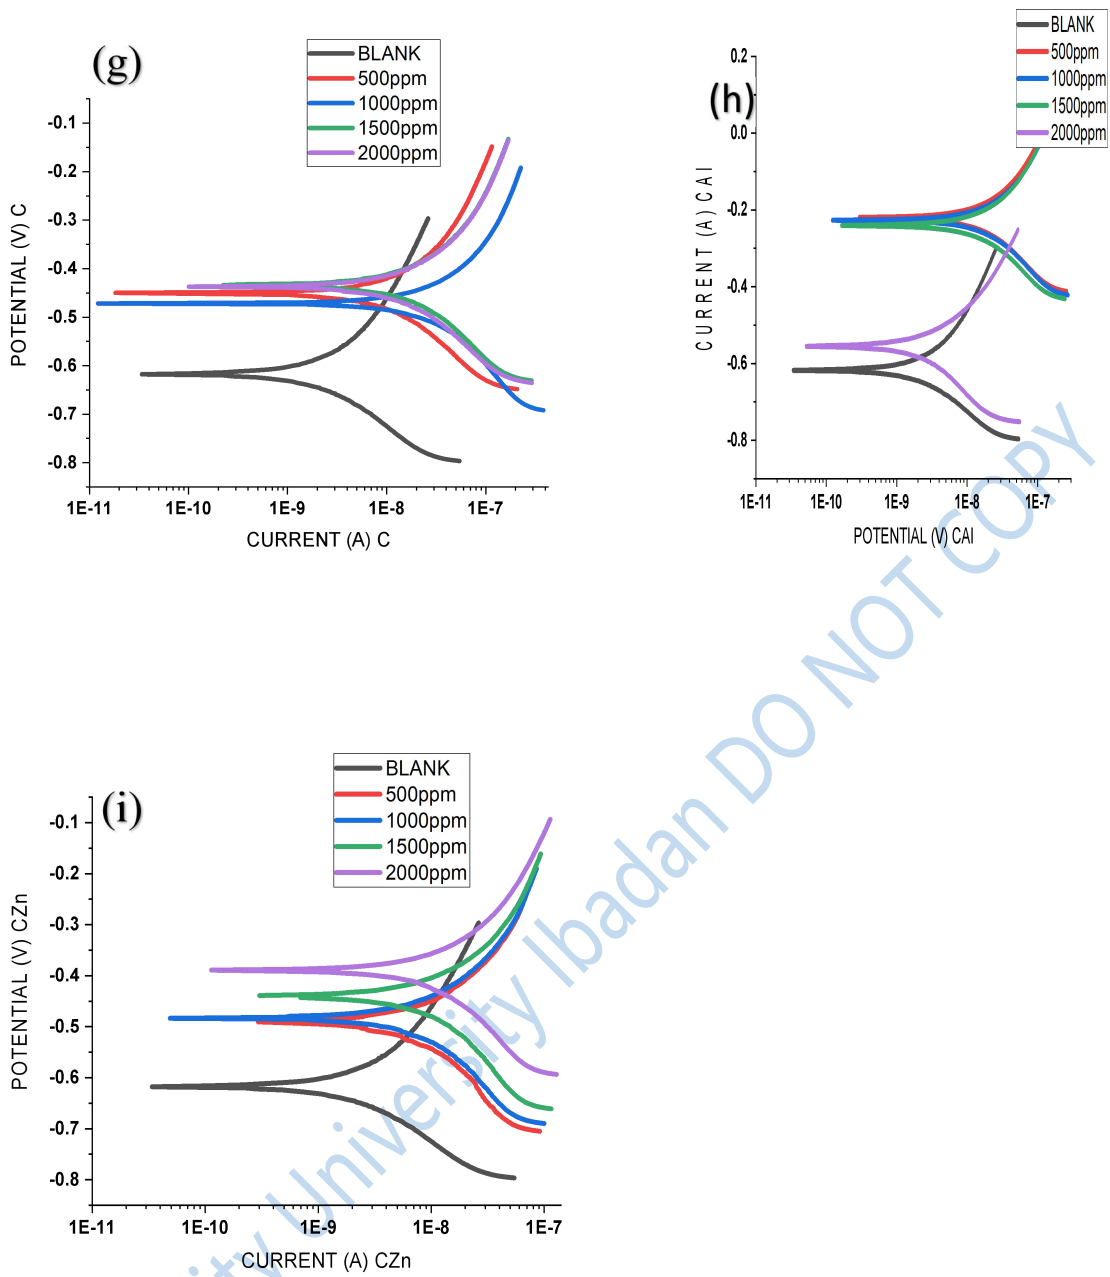 (g)
BLANK
500ppm
1000ppm
1500ppm
2000ppm
-0.1
-0.2
-0.3
-0.4
-0.5
-0.6
-0.7
-0.8
POTENTIAL (V) C
1E-11 1E-10 1E-9 1E-8 1E-7
CURRENT (A) C
(h)
BLANK
500ppm
1000ppm
1500ppm
2000ppm
0.2
0.0
-0.2
-0.4
-0.6
-0.8
CURRENT (A) CAI
1E-11 1E-10 1E-9 1E-8 1E-7
POTENTIAL (V) CAI
(i)
BLANK
500ppm
1000ppm
1500ppm
2000ppm
-0.1
-0.2
-0.3
-0.4
-0.5
-0.6
-0.7
-0.8
POTENTIAL (V) CZn
1E-11 1E-10 1E-9 1E-8 1E-7
CURRENT (A) CZn
University Ibadan DO NOT COPY